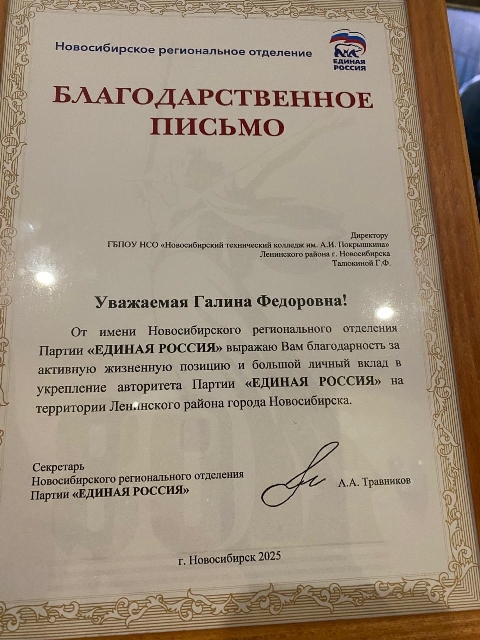 Новосибирское региональное отделение
ЕДИНАЯ
РОССИЯ
БЛАГОДАРСТВЕННОЕ
ПИСЬМО
Директору
ГБПОУ НСО «Новосибирский технический колледж им. А.И. Покрышкина»
Ленинского района г. Новосибирска
Талюкиной Г.Ф.
Уважаемая Галина Федоровна!
От имени Новосибирского регионального отделения
Партии «ЕДИНАЯ РОССИЯ» выражаю Вам благодарность за
активную жизненную позицию и большой личный вклад в
укрепление авторитета Партии «ЕДИНАЯ РОССИЯ» на
территории Ленинского района города Новосибирска.
Секретарь
Новосибирского регионального отделения
Партии «ЕДИНАЯ РОССИЯ»
А.А. Травников
г. Новосибирск 2025